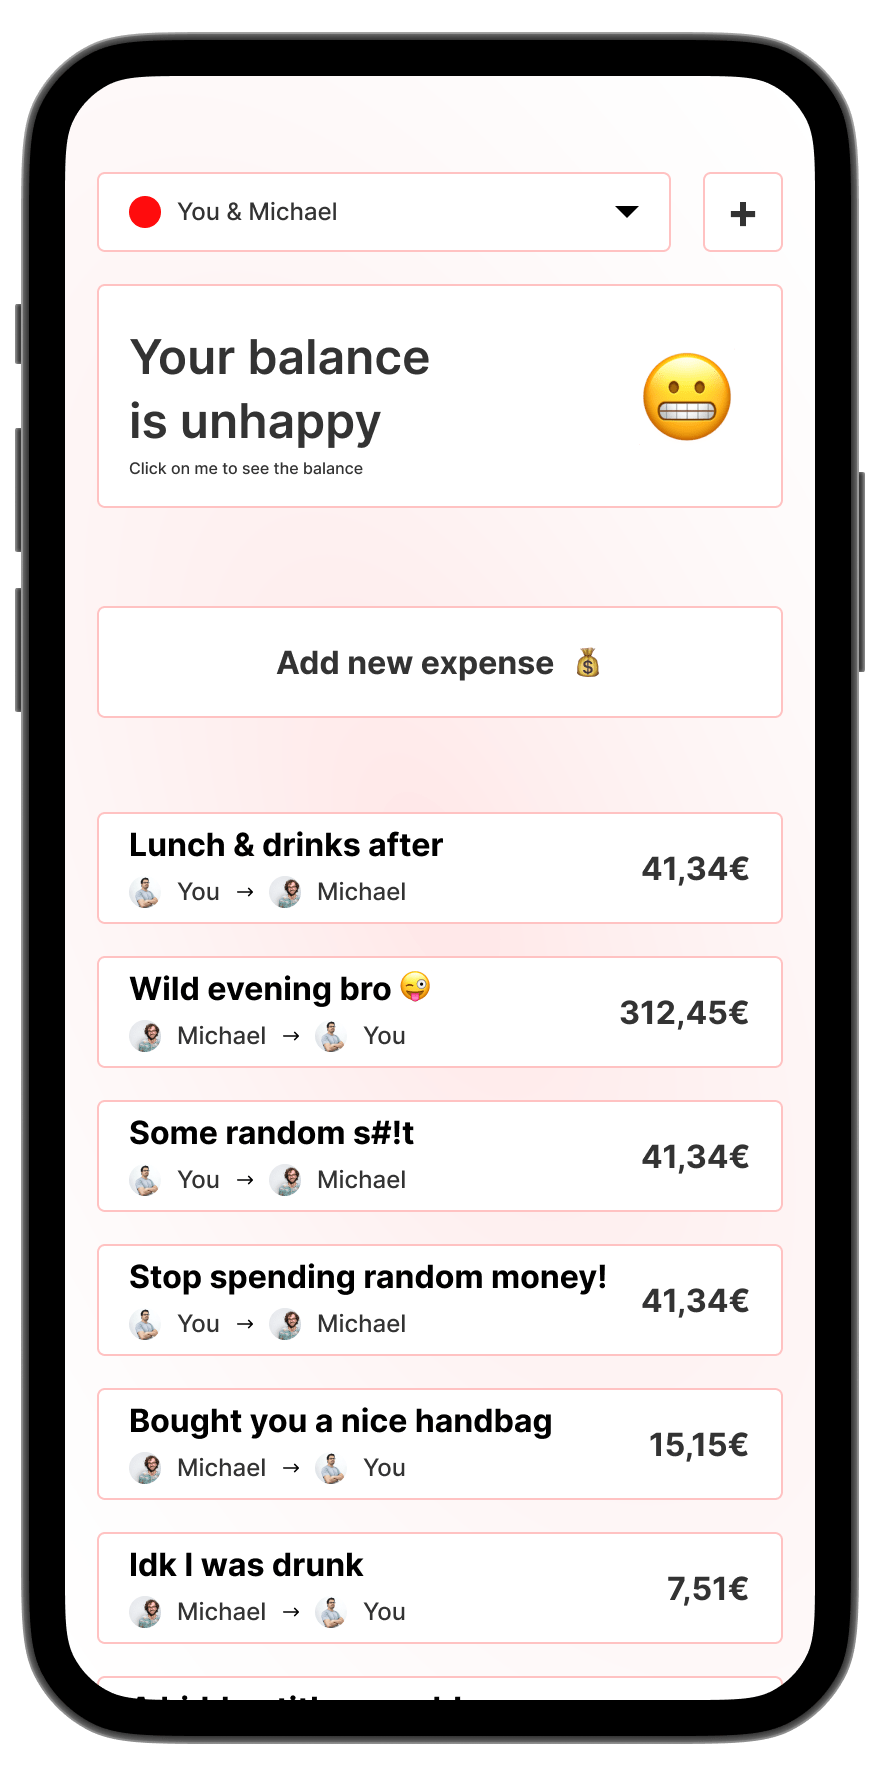 You & Michael
+
Your balance
is unhappy
Click on me to see the balance
Add new expense 💰
Lunch & drinks after
41,34€
You → Michael
Wild evening bro 😜
312,45€
Michael → You
Some random s#!t
41,34€
You → Michael
Stop spending random money!
41,34€
You → Michael
Bought you a nice handbag
15,15€
Michael → You
Idk I was drunk
7,51€
Michael → You